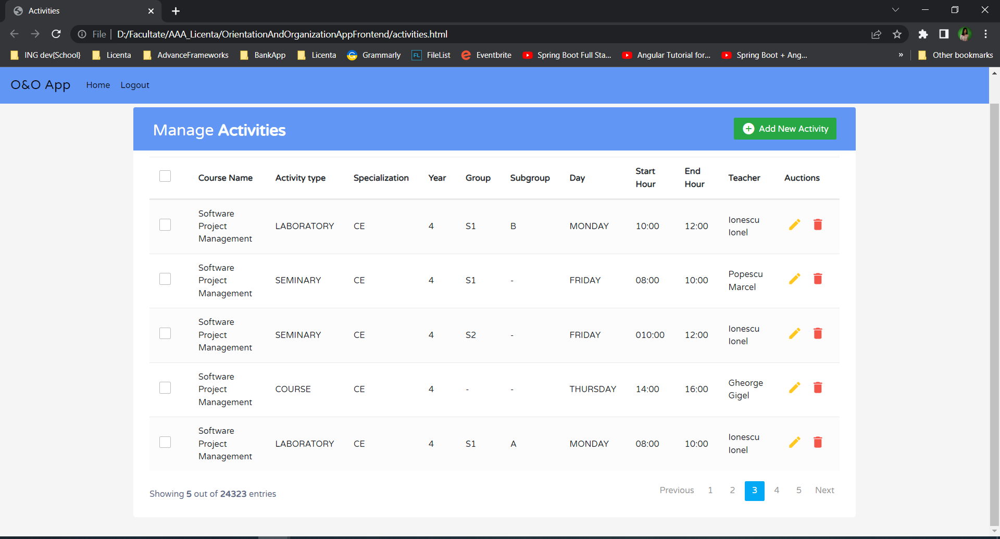 Activities
File
D:/Facultate/AAA_Licenta/OrientationAndOrganizationAppFrontend/activities.html
ING dev{School} Licenta AdvanceFrameworks BankApp Licenta Grammarly FL FileList Eventbrite Spring Boot Full Sta... Angular Tutorial for... Spring Boot + Ang... » Other bookmarks
O&O App Home Logout
Manage Activities
Add New Activity
Course Name Activity type Specialization Year Group Subgroup Day Start Hour End Hour Teacher Auctions
Software Project Management LABORATORY CE 4 S1 B MONDAY 10:00 12:00 Ionescu Ionel
Software Project Management SEMINARY CE 4 S1 - FRIDAY 08:00 10:00 Popescu Marcel
Software Project Management SEMINARY CE 4 S2 - FRIDAY 010:00 12:00 Ionescu Ionel
Software Project Management COURSE CE 4 - - THURSDAY 14:00 16:00 Gheorge Gigel
Software Project Management LABORATORY CE 4 S1 A MONDAY 08:00 10:00 Ionescu Ionel
Showing 5 out of 24323 entries
Previous 1 2 3 4 5 Next